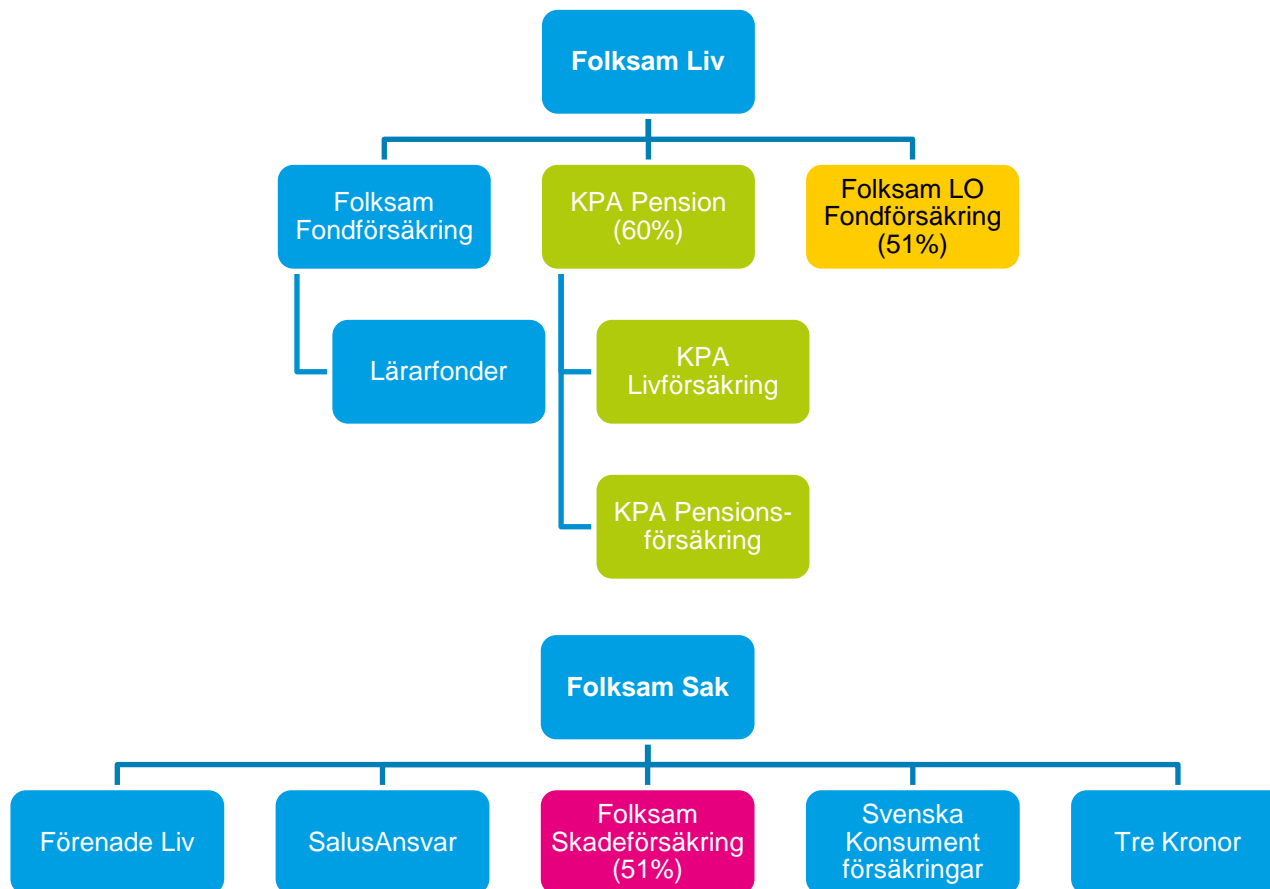 Folksam Liv
Folksam
Fondförsäkring
KPA Pension
(60%)
Folksam LO
Fondförsäkring
(51%)
Lärarfonder
KPA
Livförsäkring
KPA Pensions-
försäkring
Folksam Sak
Förenade Liv
SalusAnsvar
Folksam
Skadeförsäkring
(51%)
Svenska
Konsument
försäkringar
Tre Kronor